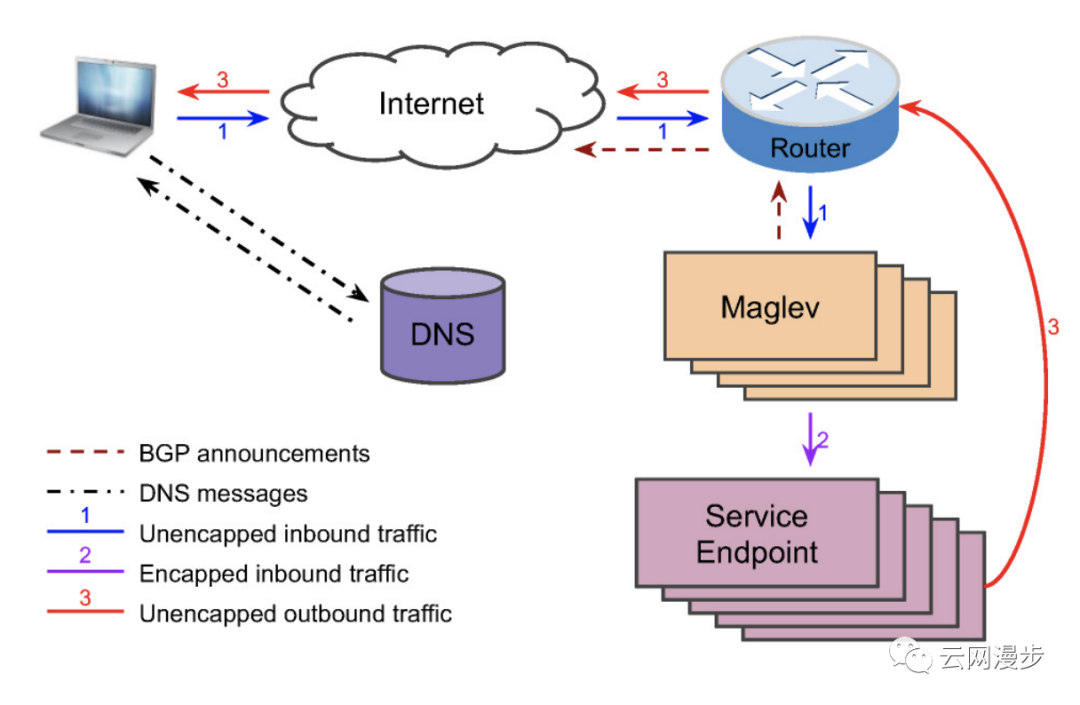 3
1
Internet
3
1
Router
1
DNS
Maglev
3
2
Service
Endpoint
BGP announcements
DNS messages
1
Unencapped inbound traffic
2
Encapped inbound traffic
3
Unencapped outbound traffic
云网漫步